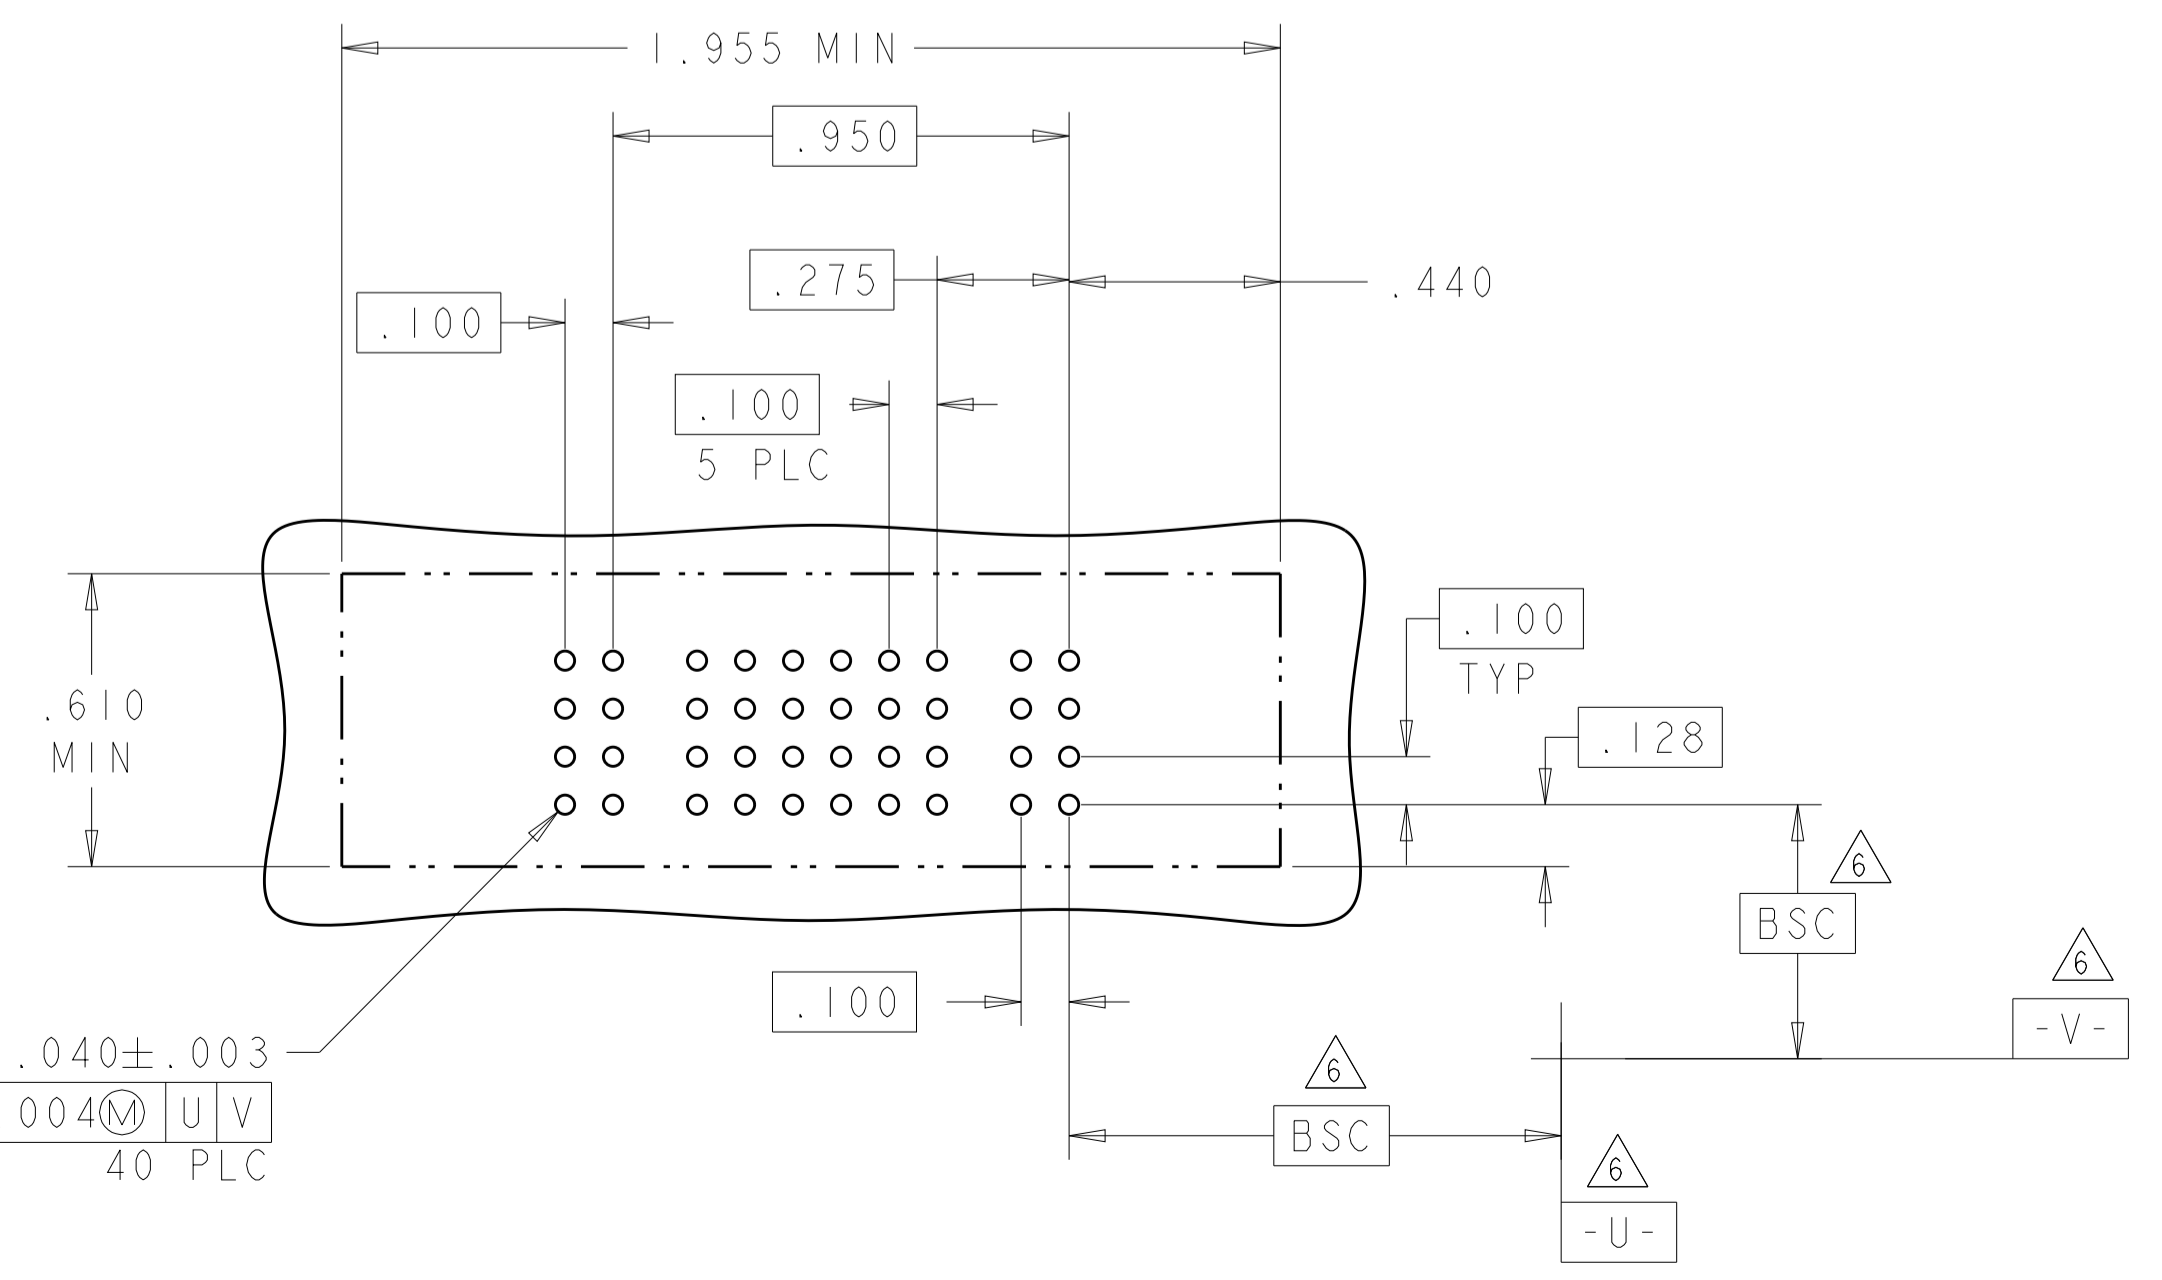 1.955 MIN
.950
.275
.440
.100
.100
5 PLC
.100
TYP
.610
MIN
.128
6
BSC
6
-V-
.100
.040±.003
004Ⓜ U V
40 PLC
6
BSC
6
-U-